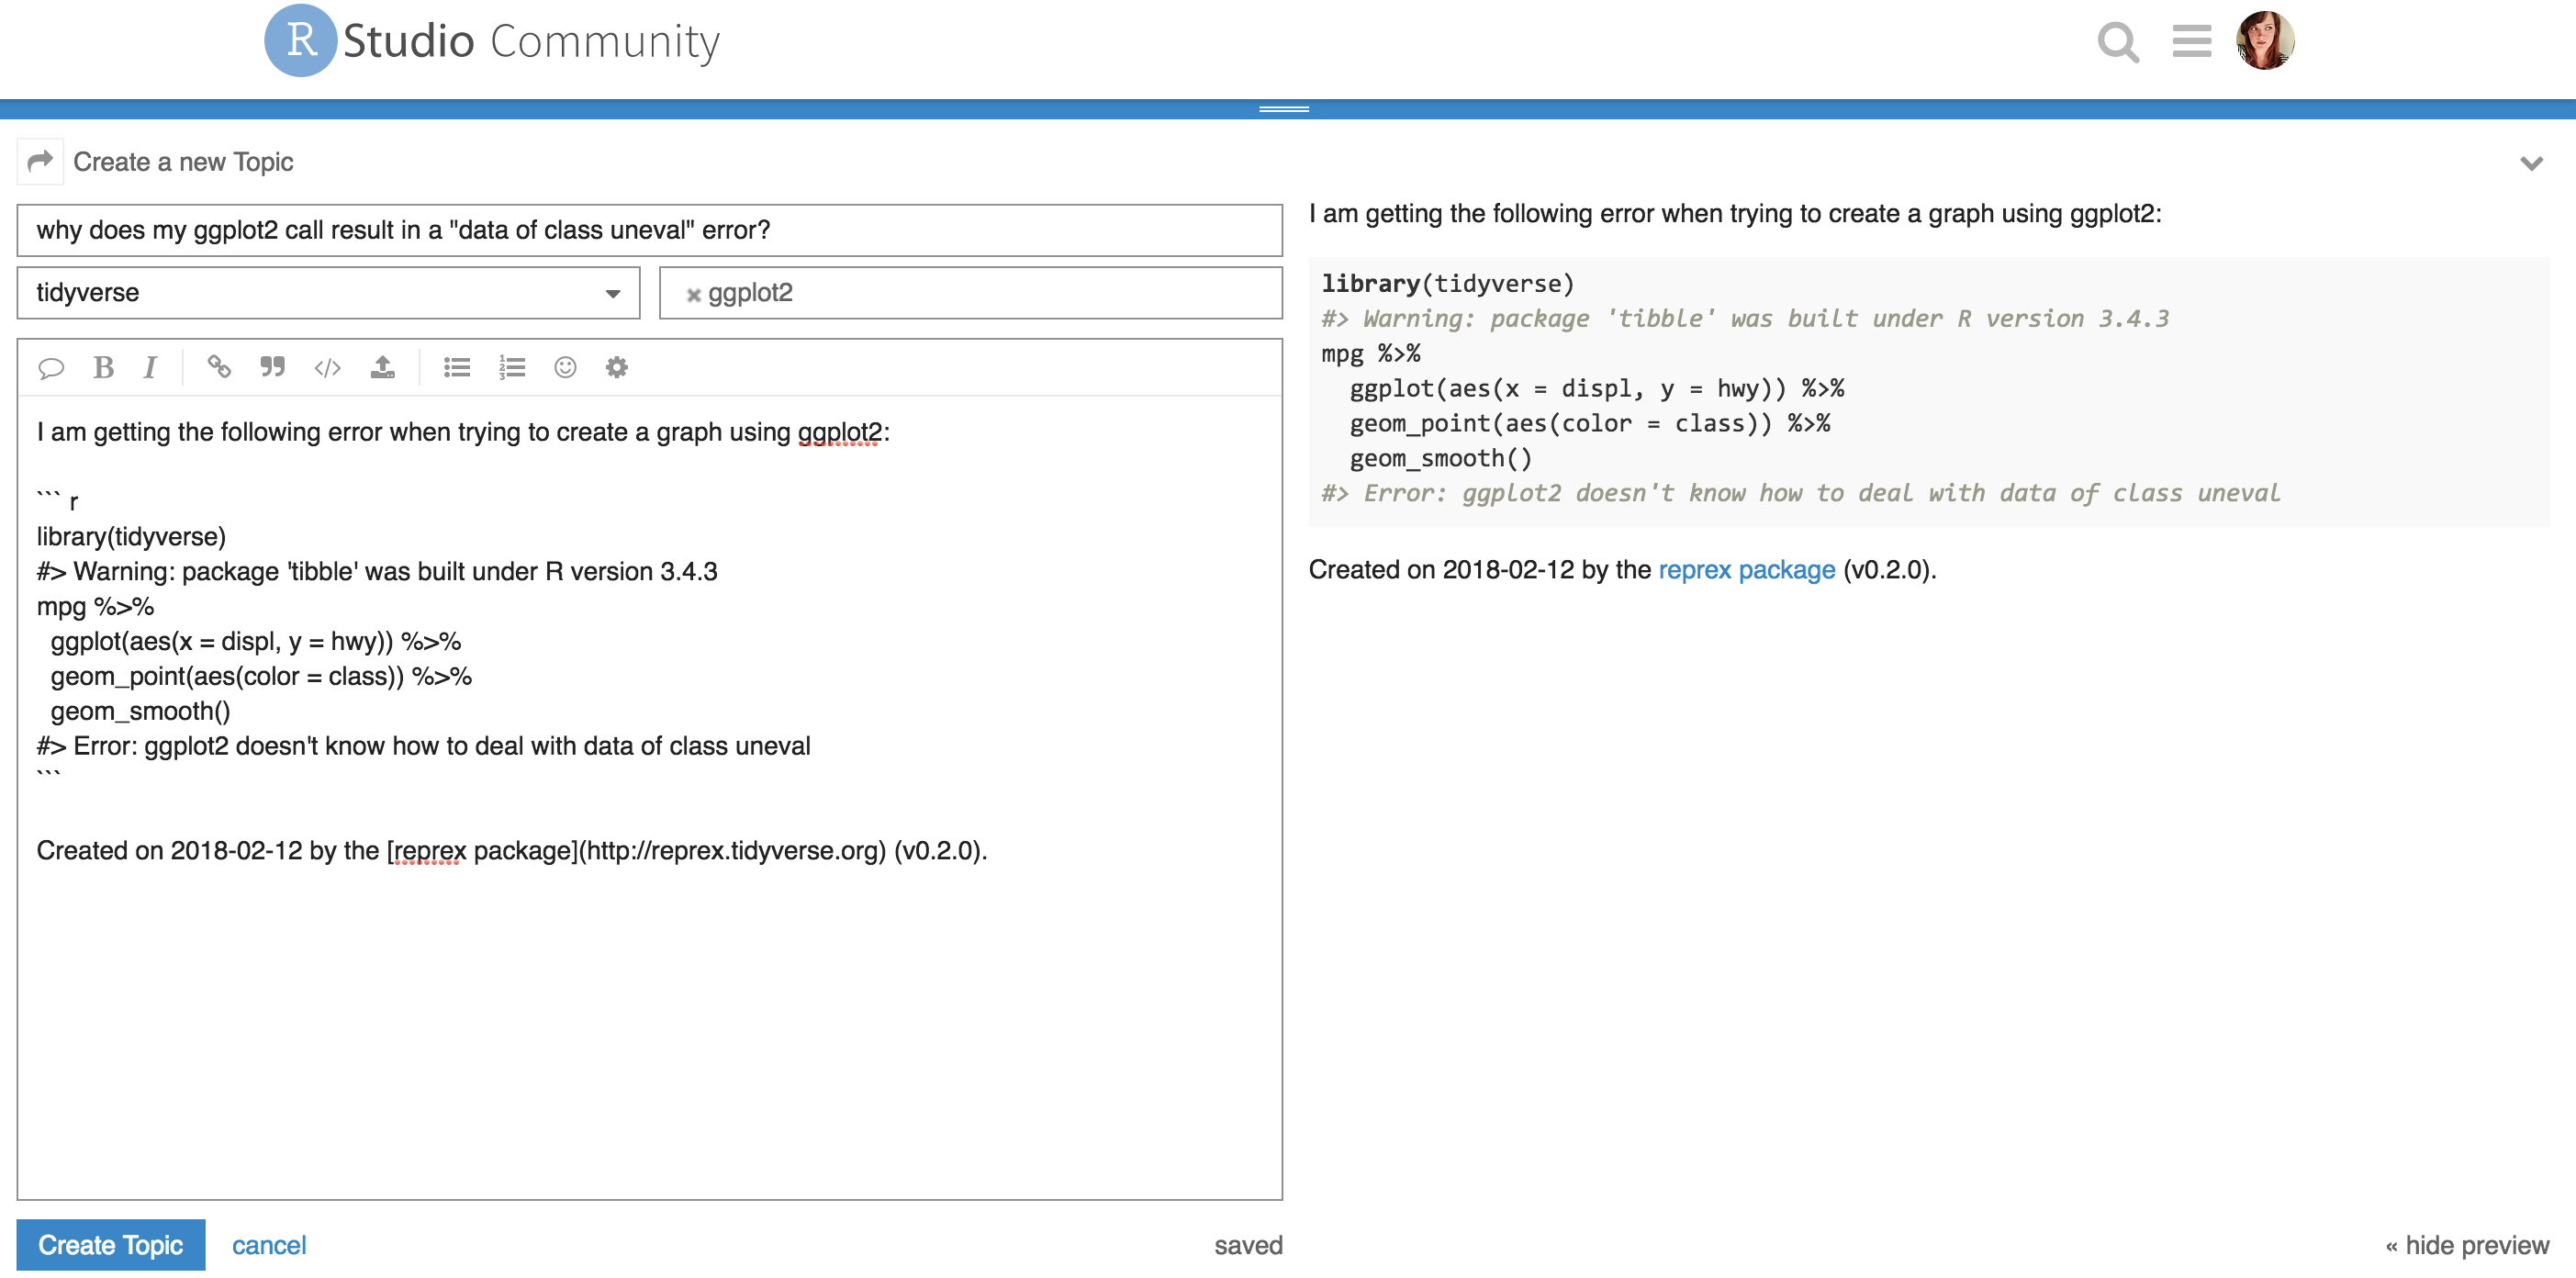 R Studio Community
Create a new Topic
why does my ggplot2 call result in a "data of class uneval" error?
tidyverse
ggplot2
B I
I am getting the following error when trying to create a graph using ggplot2:
``` r
library(tidyverse)
#> Warning: package 'tibble' was built under R version 3.4.3
mpg %>%
  ggplot(aes(x = displ, y = hwy)) %>%
  geom_point(aes(color = class)) %>%
  geom_smooth()
#> Error: ggplot2 doesn't know how to deal with data of class uneval
```
Created on 2018-02-12 by the [reprex package](http://reprex.tidyverse.org) (v0.2.0).
Create Topic
cancel
saved
I am getting the following error when trying to create a graph using ggplot2:
library(tidyverse)
#> Warning: package 'tibble' was built under R version 3.4.3
mpg %>%
  ggplot(aes(x = displ, y = hwy)) %>%
  geom_point(aes(color = class)) %>%
  geom_smooth()
#> Error: ggplot2 doesn't know how to deal with data of class uneval
Created on 2018-02-12 by the reprex package (v0.2.0).
« hide preview